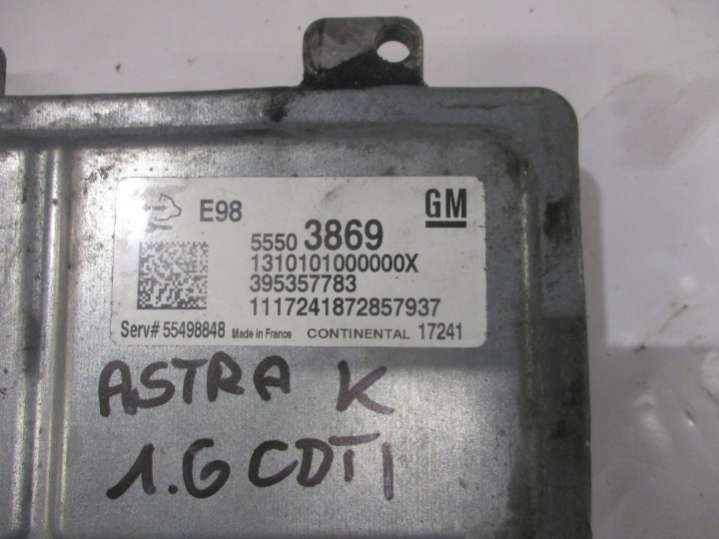 E98 GM
5550 3869
1310101000000X
395357783
1117241872857937
Serv# 55498848 Made in France CONTINENTAL 17241
ASTRA K
1.6 CDTI